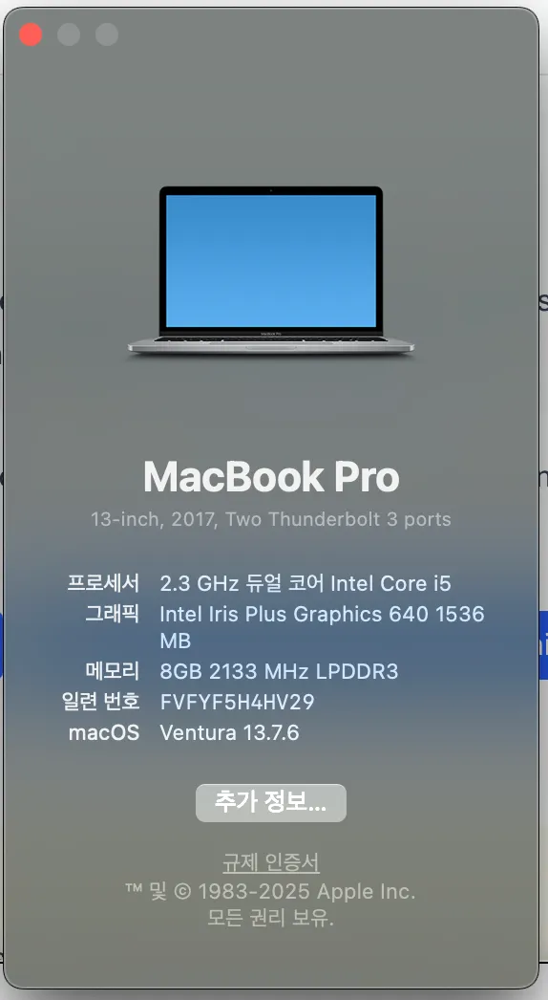 MacBook Pro
13-inch, 2017, Two Thunderbolt 3 ports
프로세서 2.3 GHz 듀얼 코어 Intel Core i5
그래픽 Intel Iris Plus Graphics 640 1536
MB
메모리 8GB 2133 MHz LPDDR3
일련 번호 FVFYF5H4HV29
macOS Ventura 13.7.6
추가 정보...
규제 인증서
™ 및 © 1983-2025 Apple Inc.
모든 권리 보유.